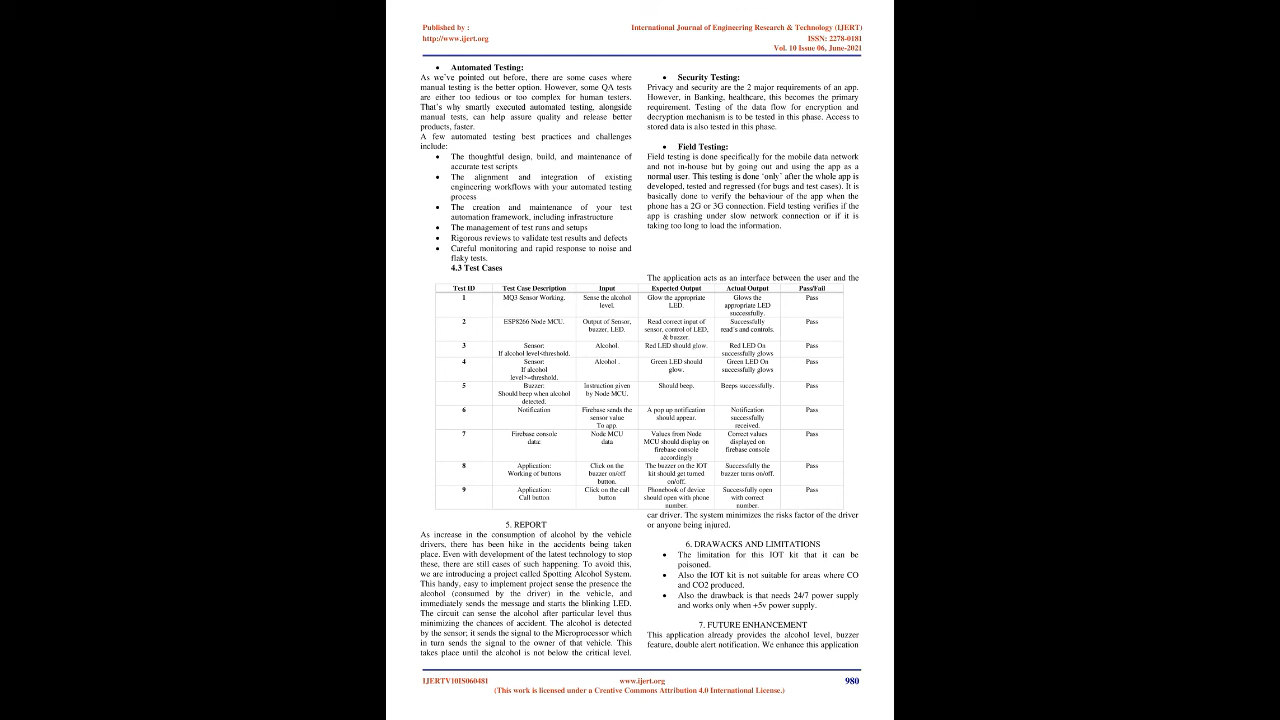 Published by :
http://www.ijert.org
International Journal of Engineering Research & Technology (IJERT)
ISSN: 2278-0181
Vol. 10 Issue 06, June-2021
• Automated Testing:
As we've pointed out before, there are some cases where
manual testing is the better option. However, some QA tests
are either too tedious or too complex for human testers.
That's why smartly executed automated testing, alongside
manual tests, can help assure quality and release better
products, faster.
A few automated testing best practices and challenges
include:
• The thoughtful design, build, and maintenance of
accurate test scripts
• The alignment and integration of existing
engineering workflows with your automated testing
process
• The creation and maintenance of your test
automation framework, including infrastructure
• The management of test runs and setups
• Rigorous reviews to validate test results and defects
• Careful monitoring and rapid response to noise and
flaky tests.
4.3 Test Cases
• Security Testing:
Privacy and security are the 2 major requirements of an app.
However, in Banking, healthcare, this becomes the primary
requirement. Testing of the data flow for encryption and
decryption mechanism is to be tested in this phase. Access to
stored data is also tested in this phase.
• Field Testing:
Field testing is done specifically for the mobile data network
and not in-house but by going out and using the app as a
normal user. This testing is done 'only' after the whole app is
developed, tested and regressed (for bugs and test cases). It is
basically done to verify the behaviour of the app when the
phone has a 2G or 3G connection. Field testing verifies if the
app is crashing under slow network connection or if it is
taking too long to load the information.
The application acts as an interface between the user and the
Test ID Test Case Description Input Expected Output Actual Output Pass/Fail
1 MQ3 Sensor Working. Sense the alcohol Glow the appropriate Glows the Pass
level. LED. appropriate LED
successfully.
2 ESP8266 Node MCU. Output of Sensor, Read correct input of Successfully Pass
buzzer, LED. sensor, control of LED, read's and controls.
& buzzer.
3 Sensor: Alcohol. Red LED should glow. Red LED On Pass
If alcohol level<threshold. successfully glows
4 Sensor: Alcohol . Green LED should Green LED On Pass
If alcohol glow. successfully glows
level>=threshold.
5 Buzzer: Instruction given Should beep. Beeps successfully. Pass
Should beep when alcohol by Node MCU.
detected.
6 Notification Firebase sends the A pop up notification Notification Pass
sensor value should appear. successfully
To app. received.
7 Firebase console Node MCU Values from Node Correct values Pass
data: data MCU should display on displayed on
firebase console firebase console
accordingly
8 Application: Click on the The buzzer on the IOT Successfully the Pass
Working of buttons buzzer on/off kit should get turned buzzer turns on/off.
button. on/off.
9 Application: Click on the call Phonebook of device Successfully open Pass
Call button button should open with phone with correct
number. number.
5. REPORT
As increase in the consumption of alcohol by the vehicle
drivers, there has been hike in the accidents being taken
place. Even with development of the latest technology to stop
these, there are still cases of such happening. To avoid this,
we are introducing a project called Spotting Alcohol System.
This handy, easy to implement project sense the presence the
alcohol (consumed by the driver) in the vehicle, and
immediately sends the message and starts the blinking LED.
The circuit can sense the alcohol after particular level thus
minimizing the chances of accident. The alcohol is detected
by the sensor; it sends the signal to the Microprocessor which
in turn sends the signal to the owner of that vehicle. This
takes place until the alcohol is not below the critical level.
car driver. The system minimizes the risks factor of the driver
or anyone being injured.
6. DRAWACKS AND LIMITATIONS
• The limitation for this IOT kit that it can be
poisoned.
• Also the IOT kit is not suitable for areas where CO
and CO2 produced.
• Also the drawback is that needs 24/7 power supply
and works only when +5v power supply.
7. FUTURE ENHANCEMENT
This application already provides the alcohol level, buzzer
feature, double alert notification. We enhance this application
IJERTV10IS060481
www.ijert.org
980
(This work is licensed under a Creative Commons Attribution 4.0 International License.)